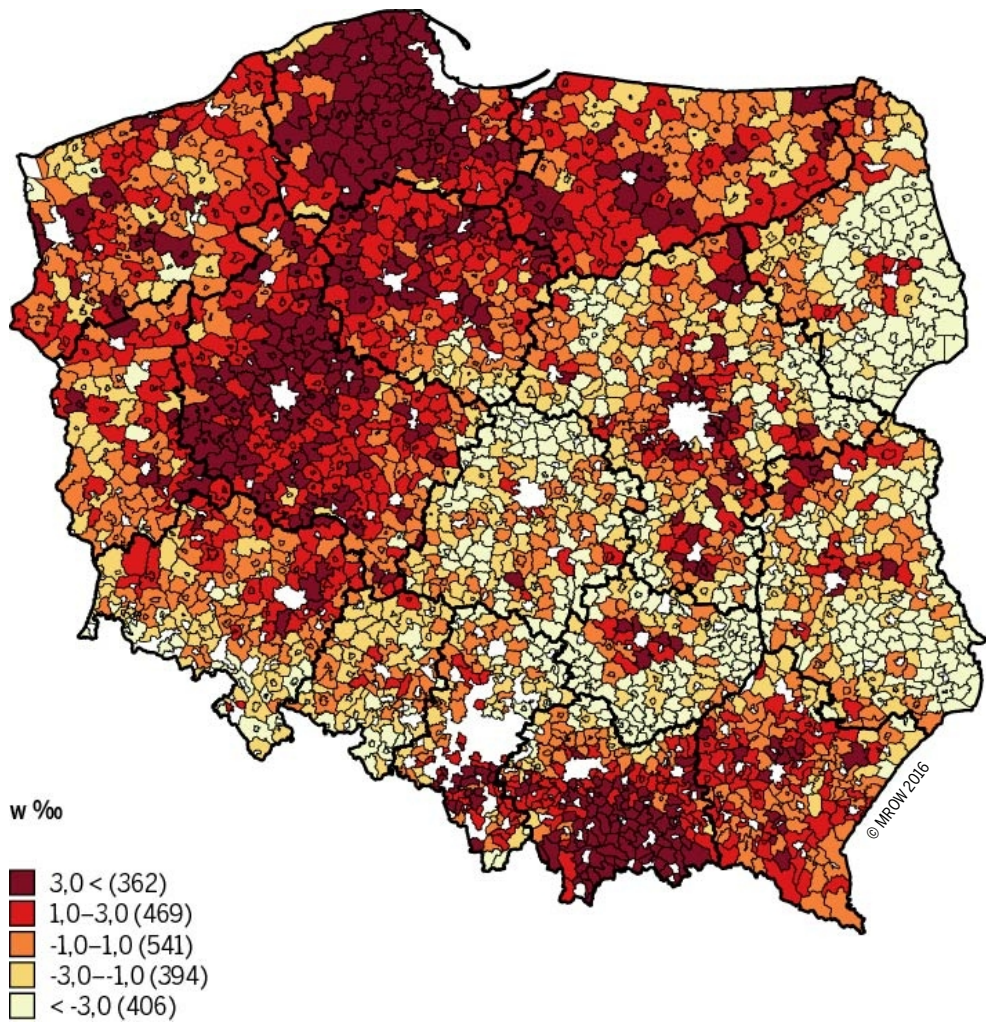 w ‰
3,0 < (362)
1,0–3,0 (469)
-1,0–1,0 (541)
-3,0–-1,0 (394)
< -3,0 (406)
© MROW 2016